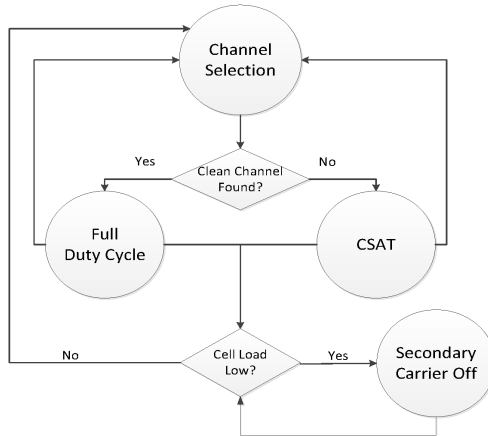 Channel
Selection
Yes
No
Clean Channel
Found?
Full
Duty Cycle
CSAT
No
Cell Load
Low?
Yes
Secondary
Carrier Off